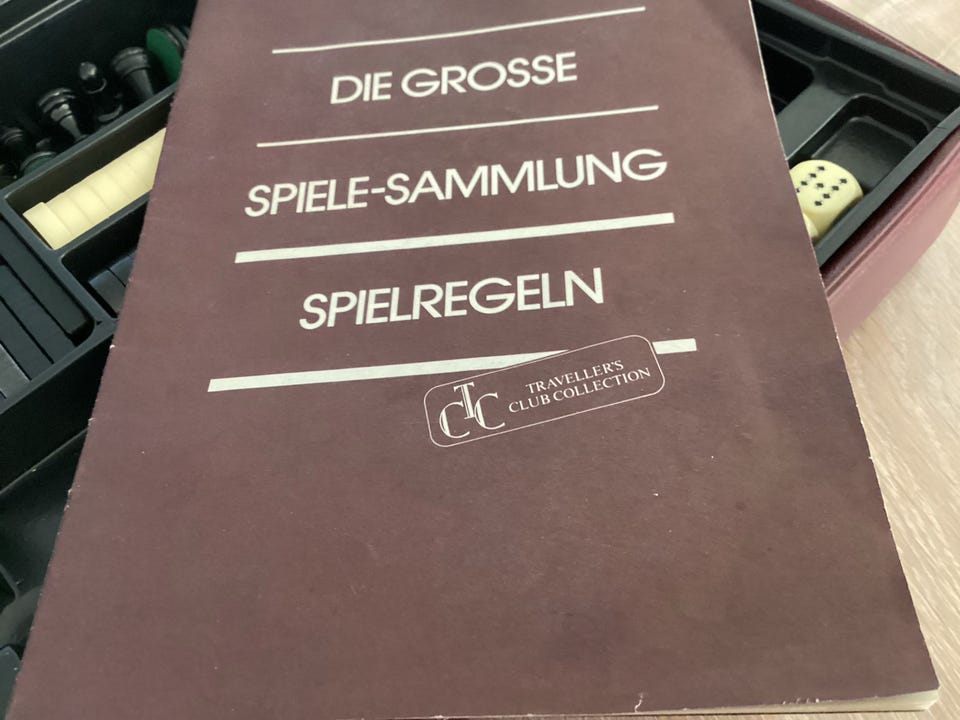 DIE GROSSE
SPIELE-SAMMLUNG
SPIELREGELN
CTC
TRAVELLER'S
CLUB COLLECTION